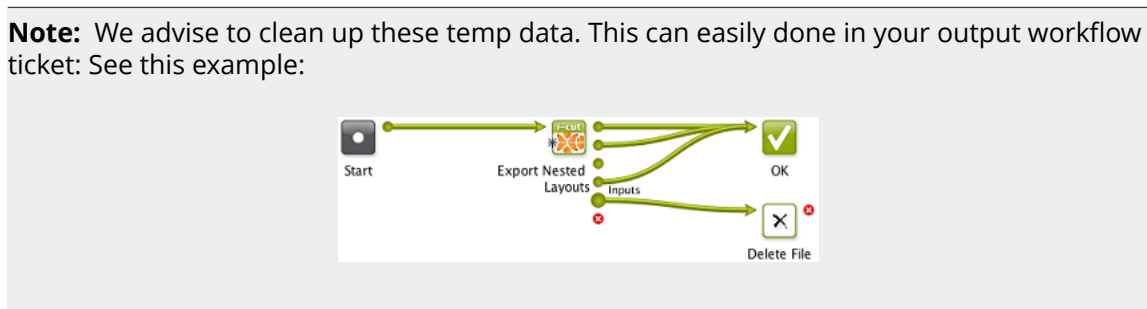 Note: We advise to clean up these temp data. This can easily done in your output workflow
ticket: See this example:
i-cut
Start
Export Nested
Layouts
Inputs
OK
Delete File